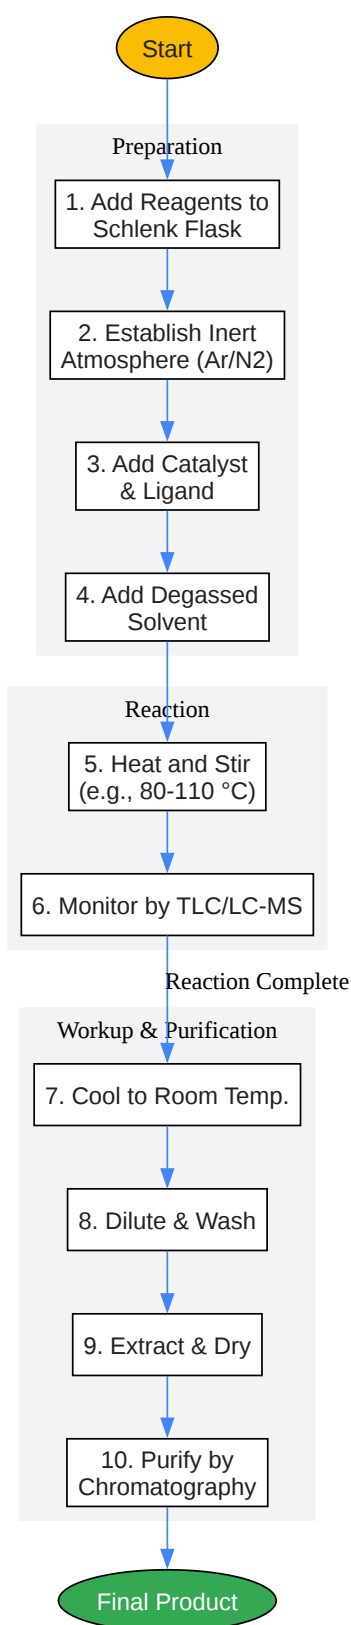 Start
Preparation
1. Add Reagents to
Schlenk Flask
2. Establish Inert
Atmosphere (Ar/N2)
3. Add Catalyst
& Ligand
4. Add Degassed
Solvent
Reaction
5. Heat and Stir
(e.g., 80-110 °C)
6. Monitor by TLC/LC-MS
Reaction Complete
Workup & Purification
7. Cool to Room Temp.
8. Dilute & Wash
9. Extract & Dry
10. Purify by
Chromatography
Final Product